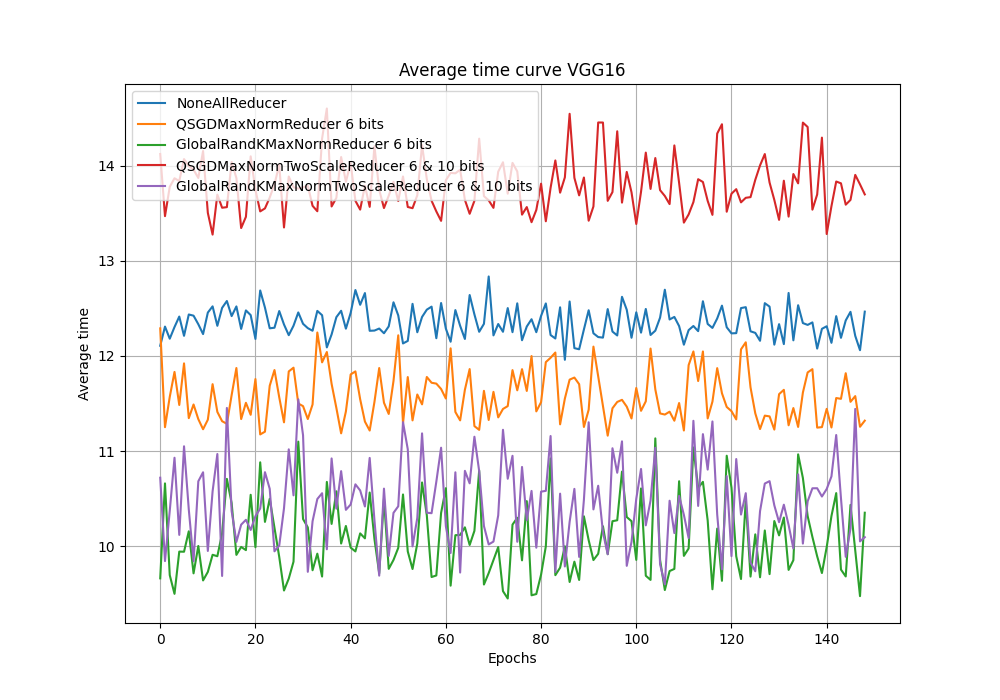 Average time curve VGG16
NoneAllReducer
QSGDMaxNormReducer 6 bits
GlobalRandKMaxNormReducer 6 bits
QSGDMaxNormTwoScaleReducer 6 & 10 bits
GlobalRandKMaxNormTwoScaleReducer 6 & 10 bits
Average time
14
13
12
11
10
0 20 40 60 80 100 120 140
Epochs